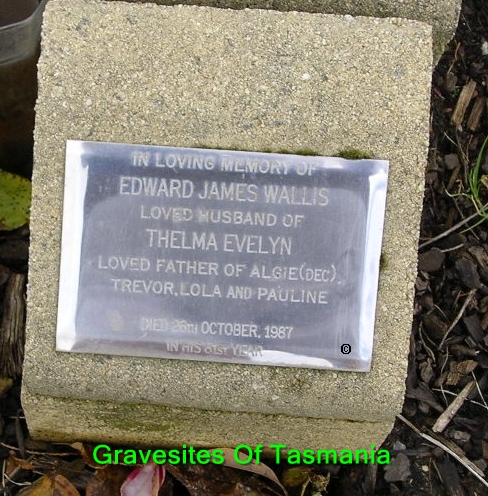 IN LOVING MEMORY OF
EDWARD JAMES WALLIS
LOVED HUSBAND OF
THELMA EVELYN
LOVED FATHER OF ALGIE(DEC).
TREVOR, LOLA AND PAULINE
DIED 26TH OCTOBER, 1987
IN HIS 81ST YEAR
©
Gravesites Of Tasmania